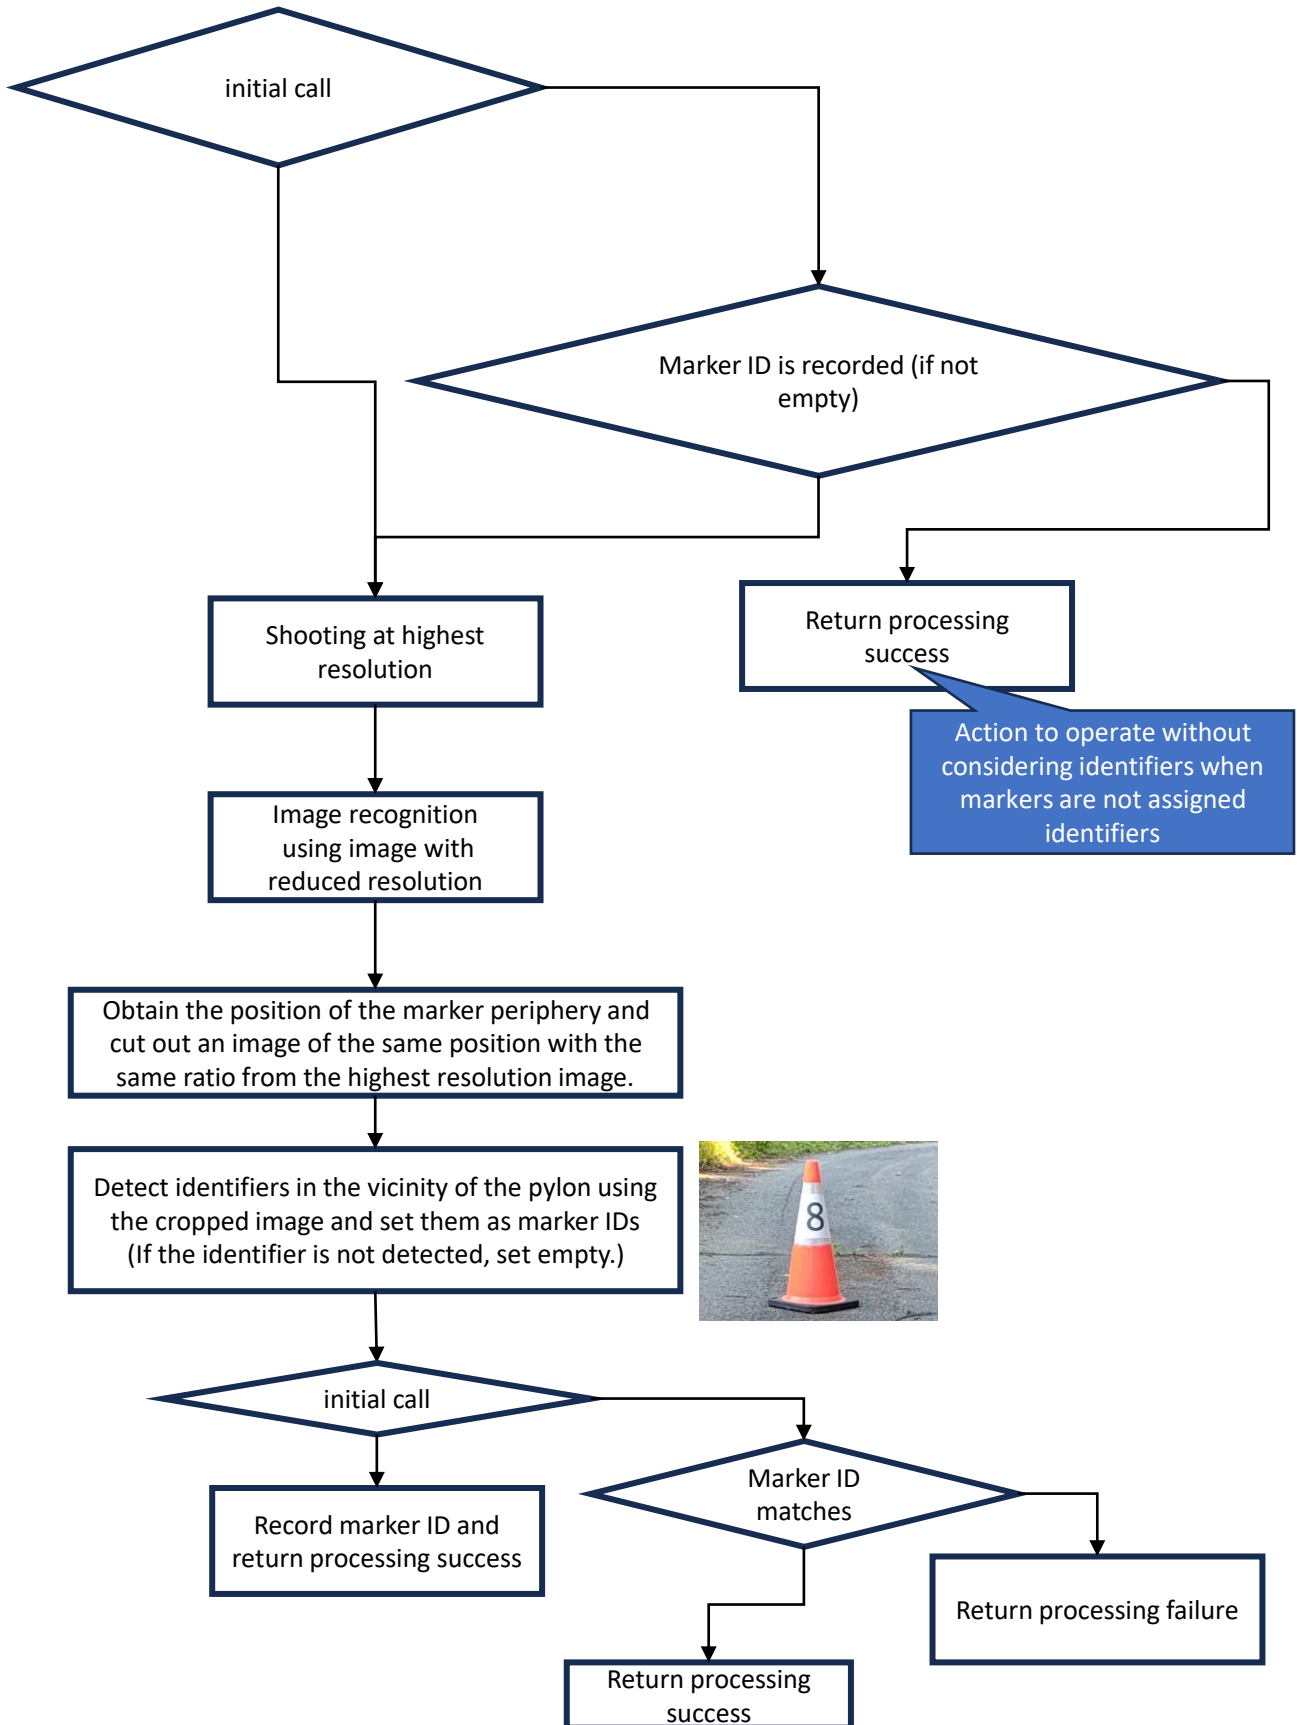 initial call
Marker ID is recorded (if not
empty)
Shooting at highest
resolution
Return processing
success
Action to operate without
considering identifiers when
markers are not assigned
identifiers
Image recognition
using image with
reduced resolution
Obtain the position of the marker periphery and
cut out an image of the same position with the
same ratio from the highest resolution image.
Detect identifiers in the vicinity of the pylon using
the cropped image and set them as marker IDs
(If the identifier is not detected, set empty.)
8
initial call
Marker ID
matches
Record marker ID and
return processing success
Return processing failure
Return processing
success